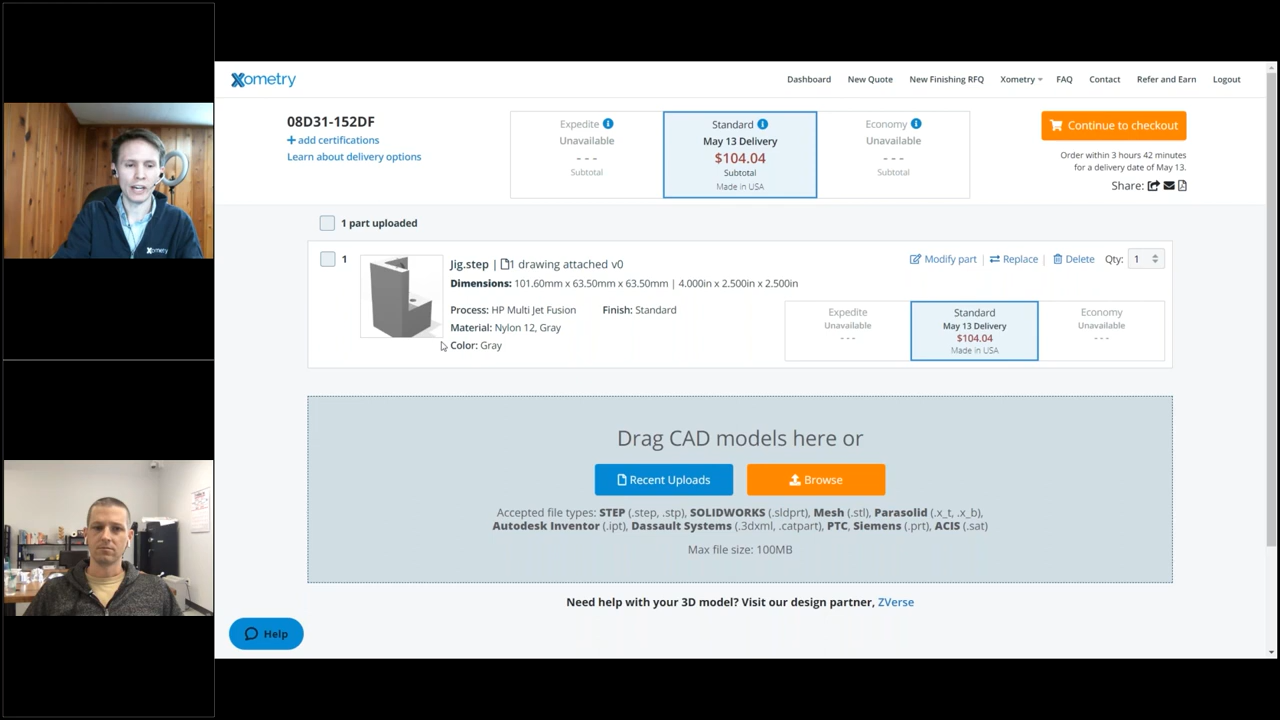 Xometry
Dashboard New Quote New Finishing RFQ Xometry FAQ Contact Refer and Earn Logout
08D31-152DF
+ add certifications
Learn about delivery options
Expedite
Unavailable
- - -
Subtotal
Standard
May 13 Delivery
$104.04
Subtotal
Made in USA
Economy
Unavailable
- - -
Subtotal
Continue to checkout
Order within 3 hours 42 minutes
for a delivery date of May 13.
Share:
1 part uploaded
1
Jig.step | 1 drawing attached v0
Dimensions: 101.60mm x 63.50mm x 63.50mm | 4.000in x 2.500in x 2.500in
Process: HP Multi Jet Fusion Finish: Standard
Material: Nylon 12, Gray
Color: Gray
Modify part | Replace | Delete Qty: 1
Expedite
Unavailable
- - -
Standard
May 13 Delivery
$104.04
Made in USA
Economy
Unavailable
- - -
Drag CAD models here or
Recent Uploads Browse
Accepted file types: STEP (.step, .stp), SOLIDWORKS (.sldprt), Mesh (.stl), Parasolid (.x_t, .x_b),
Autodesk Inventor (.ipt), Dassault Systems (.3dxml, .catpart), PTC, Siemens (.prt), ACIS (.sat)
Max file size: 100MB
Need help with your 3D model? Visit our design partner, ZVerse
Help
Xometry